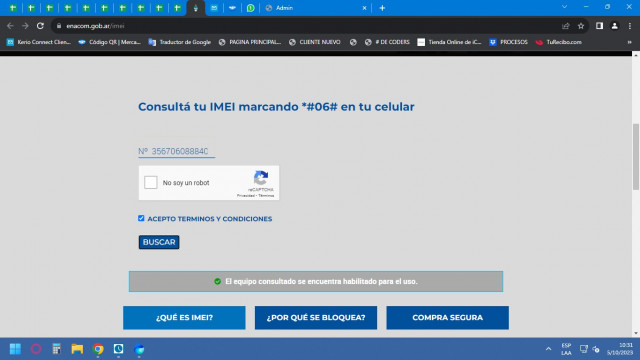 Admin
enacom.gob.ar/imei
Kerio Connect Clien...
Código QR | Merca...
Traductor de Google
PAGINA PRINCIPAL...
CLIENTE NUEVO
# DE CODERS
Tienda Online de iC...
PROCESOS
TuRecibo.com
Consultá tu IMEI marcando *#06# en tu celular
Nº 35670608884C
No soy un robot
reCAPTCHA
Privacidad - Términos
ACEPTO TERMINOS Y CONDICIONES
BUSCAR
El equipo consultado se encuentra habilitado para el uso.
¿QUÉ ES IMEI?
¿POR QUÉ SE BLOQUEA?
COMPRA SEGURA
ESP
LAA
10:31
5/10/2023